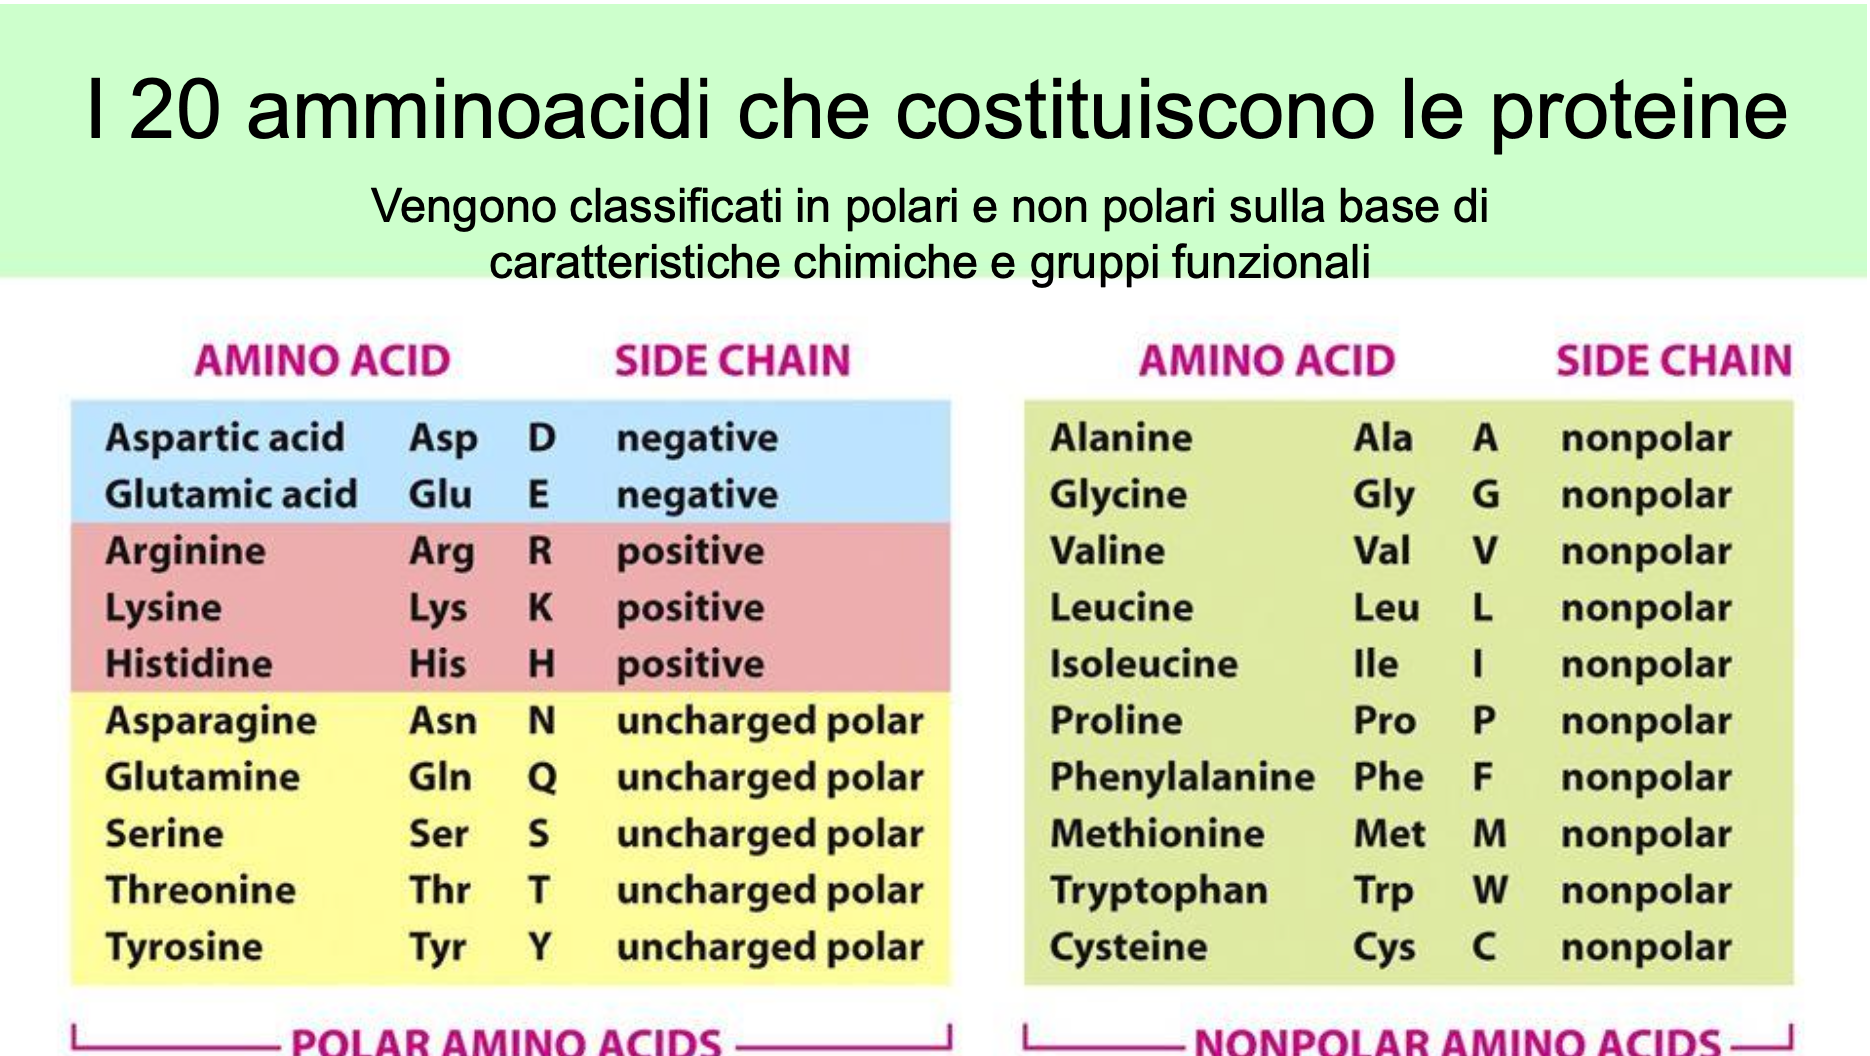 I 20 amminoacidi che costituiscono le proteine
Vengono classificati in polari e non polari sulla base di
caratteristiche chimiche e gruppi funzionali
AMINO ACID SIDE CHAIN
Aspartic acid Asp D negative
Glutamic acid Glu E negative
Arginine Arg R positive
Lysine Lys K positive
Histidine His H positive
Asparagine Asn N uncharged polar
Glutamine Gln Q uncharged polar
Serine Ser S uncharged polar
Threonine Thr T uncharged polar
Tyrosine Tyr Y uncharged polar
POLAR AMINO ACIDS
AMINO ACID SIDE CHAIN
Alanine Ala A nonpolar
Glycine Gly G nonpolar
Valine Val V nonpolar
Leucine Leu L nonpolar
Isoleucine Ile I nonpolar
Proline Pro P nonpolar
Phenylalanine Phe F nonpolar
Methionine Met M nonpolar
Tryptophan Trp W nonpolar
Cysteine Cys C nonpolar
NONPOLAR AMINO ACIDS